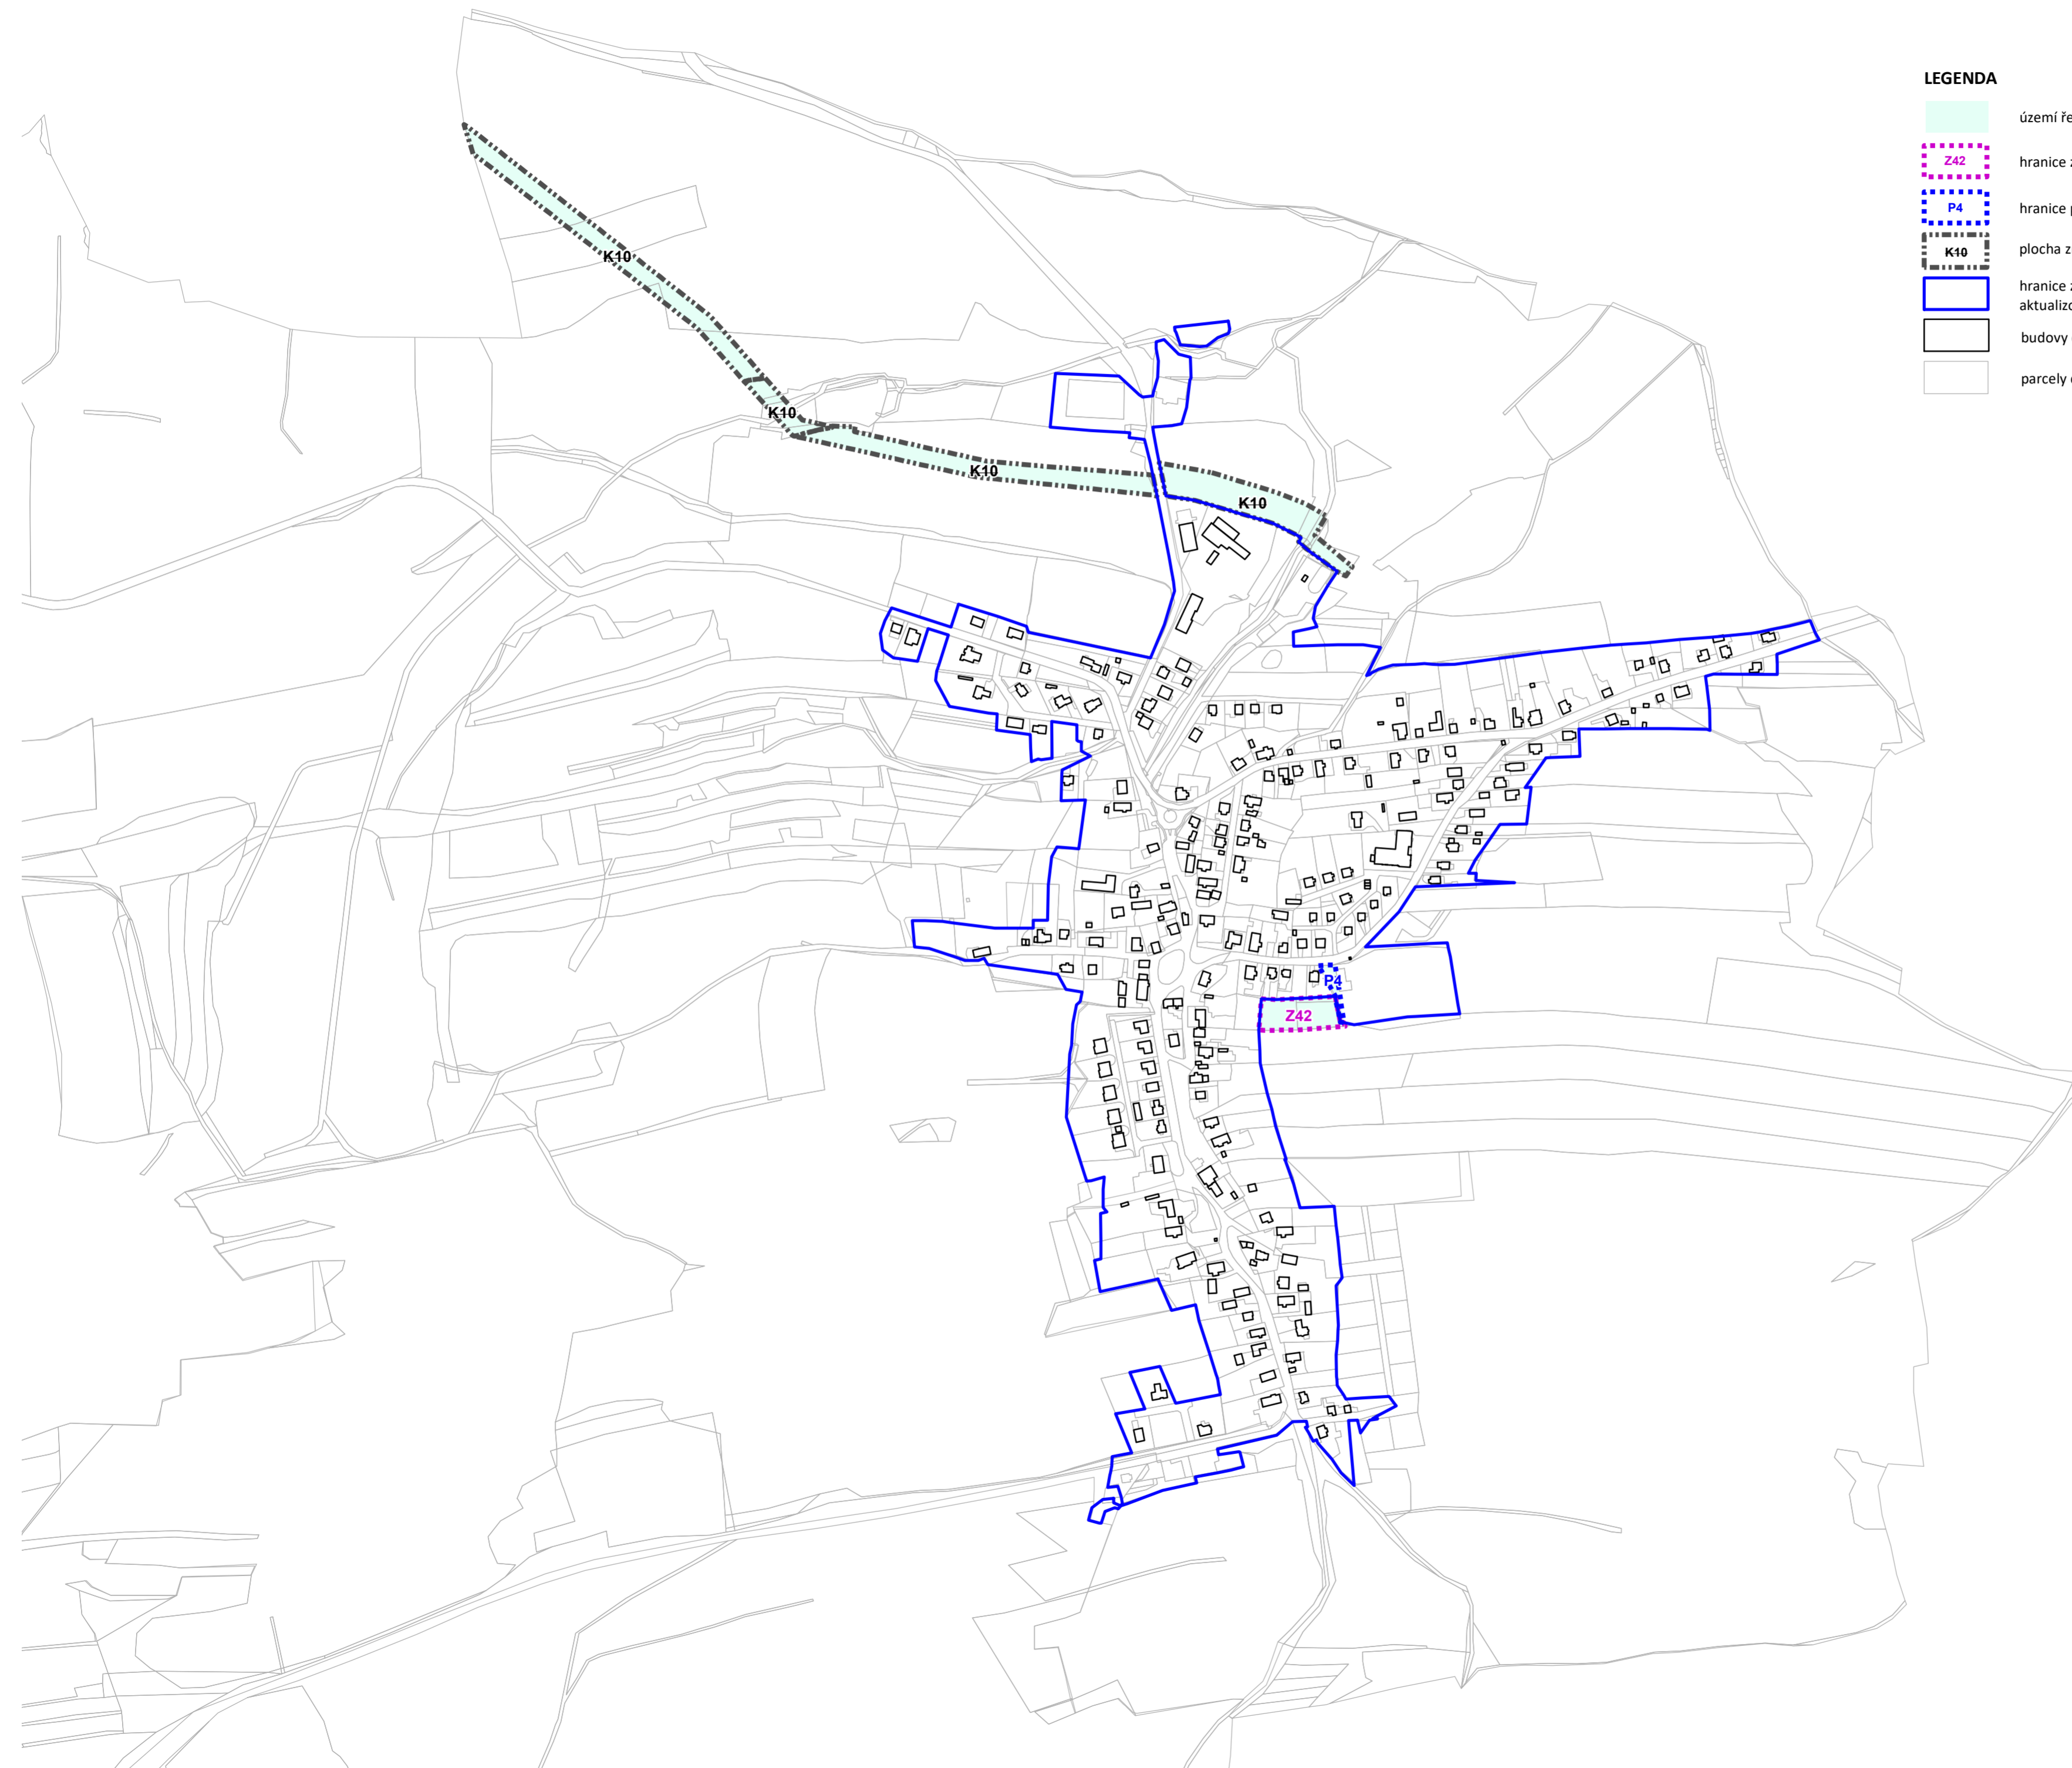 LEGENDA
území ře
Z42 hranice z
P4 hranice p
K10 plocha z
hranice z
aktualizo
budovy
parcely
K10
K10
K10
K10
P4
Z42